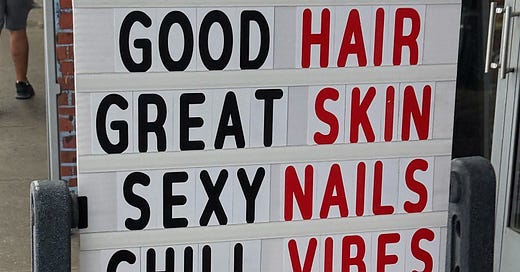 GOOD HAIR
GREAT SKIN
SEXY NAILS
CHILL VIBES